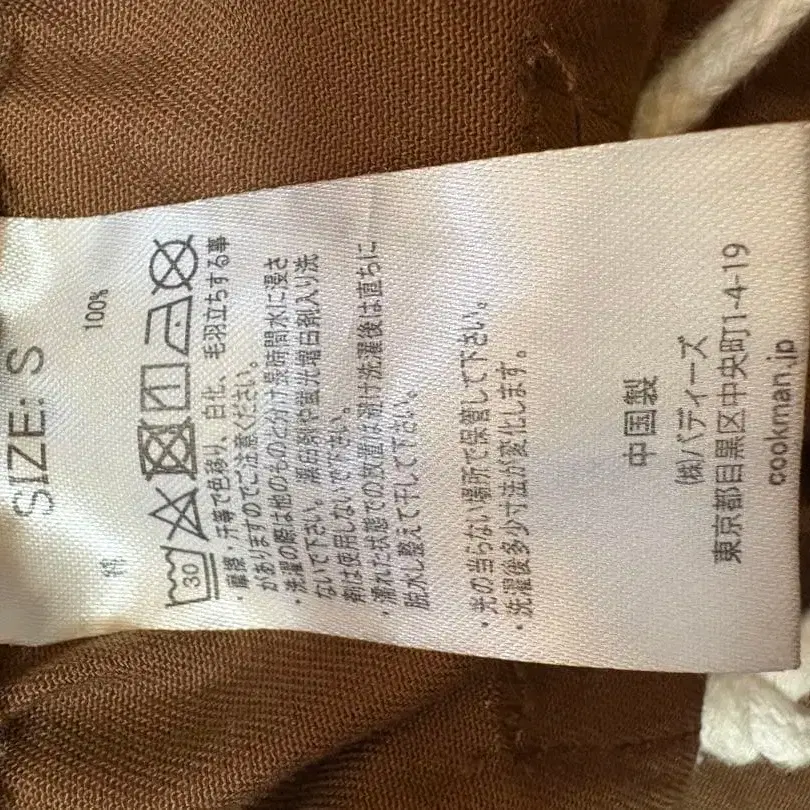 SIZE: S
綿 100%
30
・摩擦・汗等で色移り、白化、毛羽立ちする事
がありますのでご注意ください。
・洗濯の際は他のものと分け長時間水に浸さ
ないで下さい。漂白剤や蛍光増白剤入り洗
剤は使用しないで下さい。
・濡れた状態での放置は避け洗濯後は直ちに
脱水し整えて干して下さい。
・光の当らない場所で保管して下さい。
・洗濯後多少寸法が変化します。
中国製
(株)バディーズ
東京都目黒区中央町1-4-19
cookman.jp